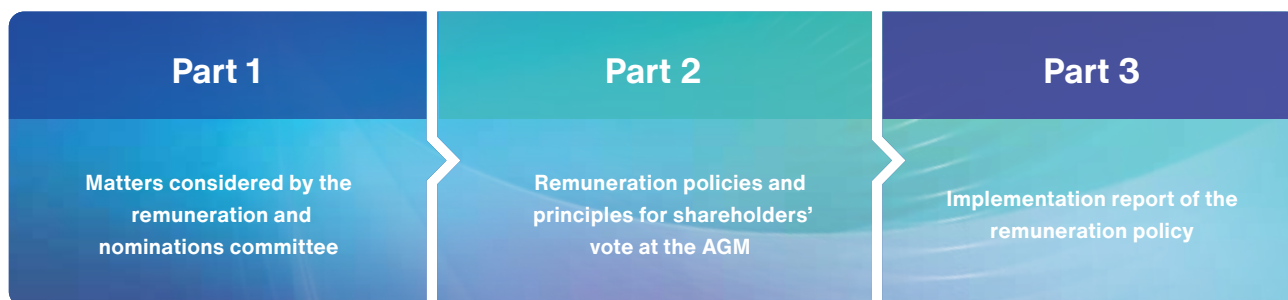 Part 1
Matters considered by the
remuneration and
nominations committee
Part 2
Remuneration policies and
principles for shareholders'
vote at the AGM
Part 3
Implementation report of the
remuneration policy